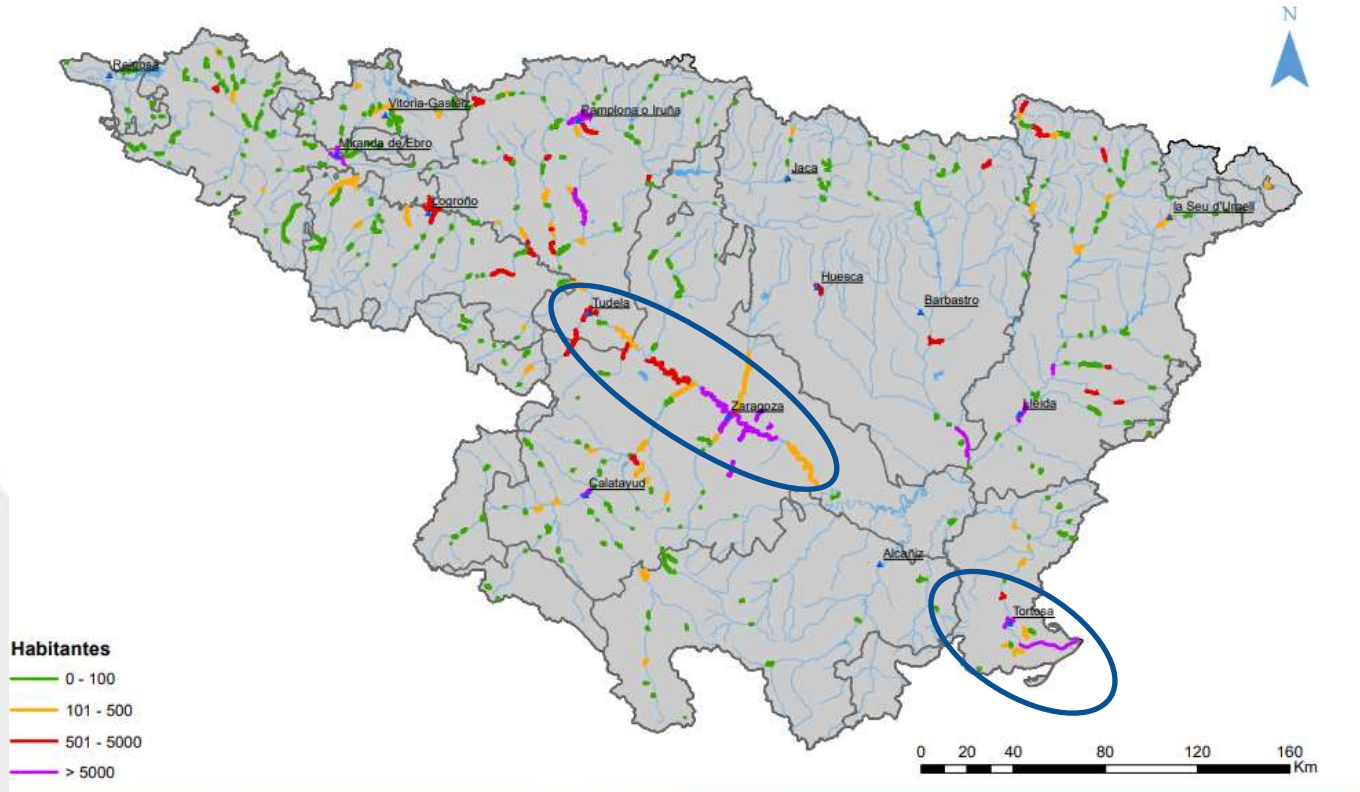 N
Reinosa
Vitoria-Gasteiz
Pamplona o Iruña
Miranda de Ebro
Jaca
Logroño
la Seu d'Urgell
Huesca
Barbastro
Tudela
Zaragoza
Lleida
Calatayud
Alcañiz
Tortosa
Habitantes
0 - 100
101 - 500
501 - 5000
> 5000
0 20 40 80 120 160
Km